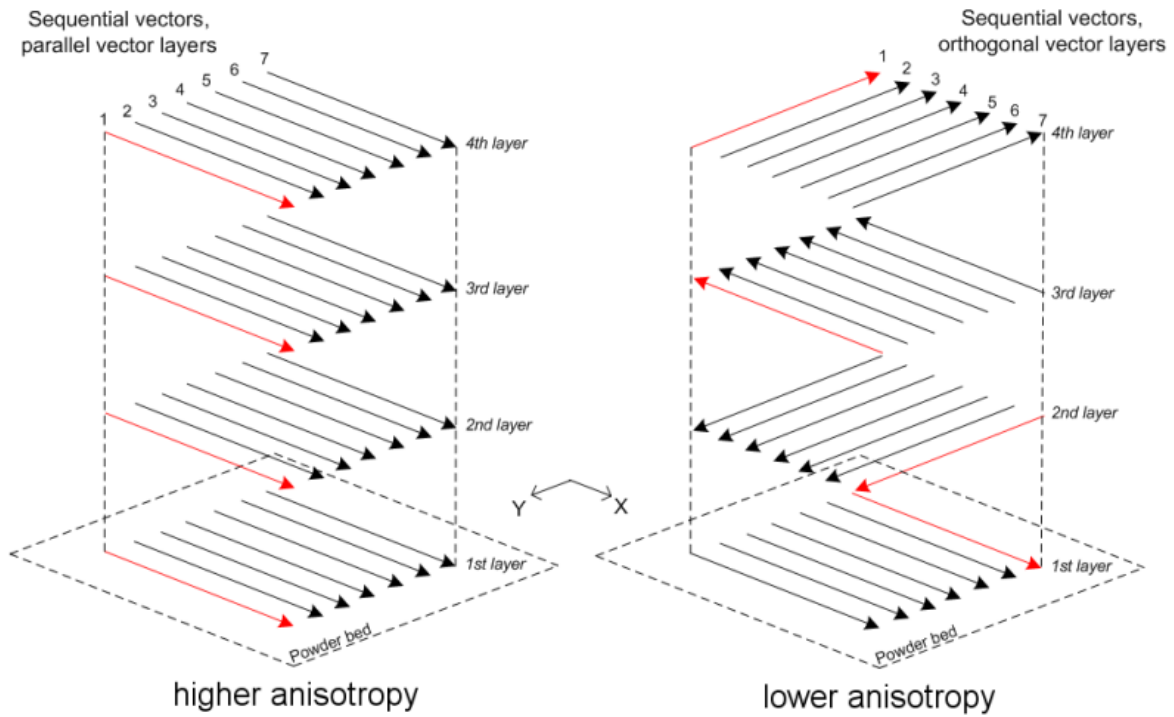 Sequential vectors,
parallel vector layers
1
2
3
4
5
6
7
4th layer
3rd layer
2nd layer
1st layer
Powder bed
higher anisotropy
Y
X
Sequential vectors,
orthogonal vector layers
1
2
3
4
5
6
7
4th layer
3rd layer
2nd layer
1st layer
Powder bed
lower anisotropy